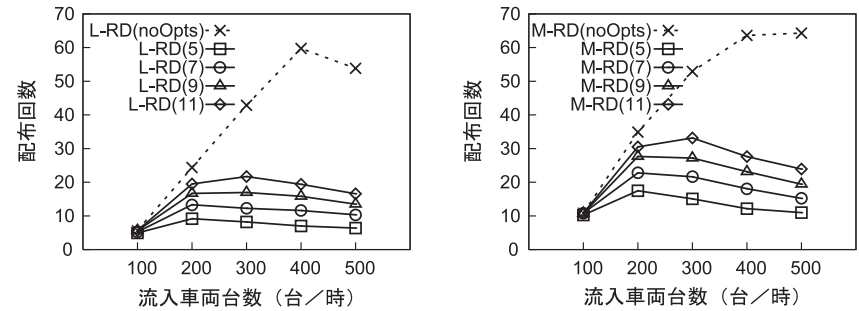 70
60
50
40
30
20
10
0
配布回数
L-RD(noOpts)
L-RD(5)
L-RD(7)
L-RD(9)
L-RD(11)
100 200 300 400 500
流入車両台数（台／時）
70
60
50
40
30
20
10
0
配布回数
M-RD(noOpts)
M-RD(5)
M-RD(7)
M-RD(9)
M-RD(11)
100 200 300 400 500
流入車両台数（台／時）